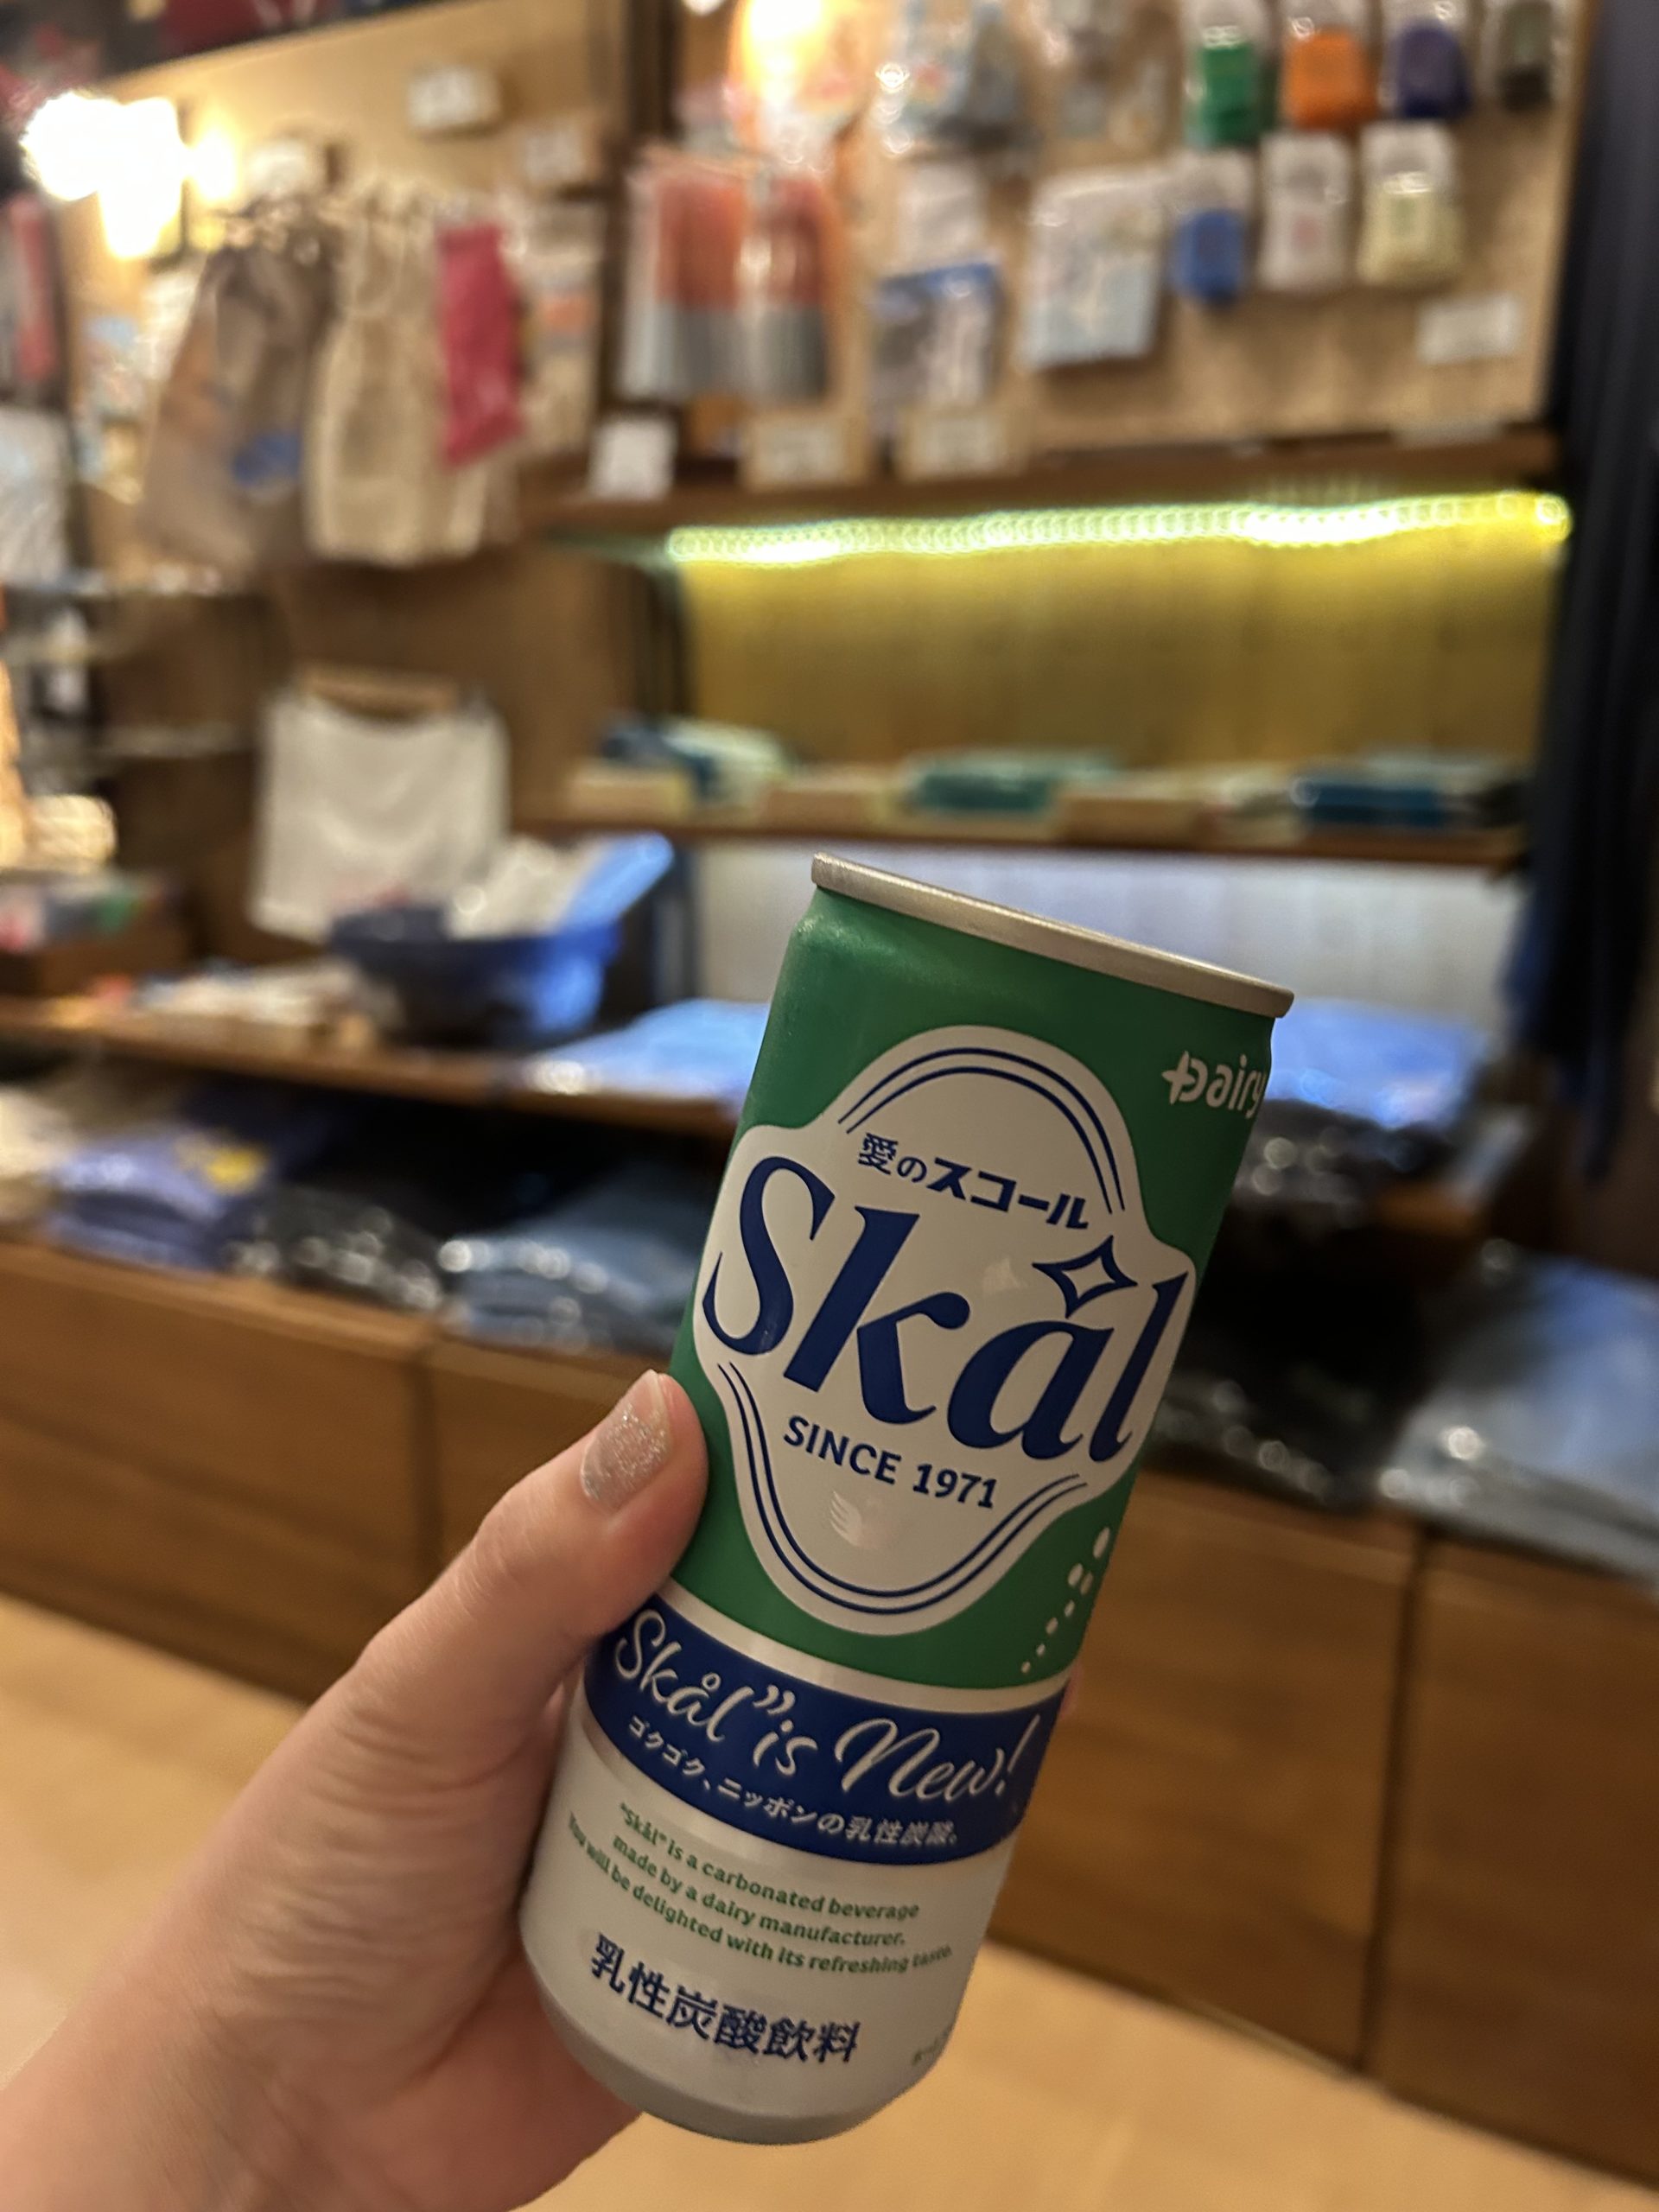 Dairy
愛のスコール
Skål
SINCE 1971
Skål" is New!
ゴクゴク、ニッポンの乳性炭酸。
"Skål" is a carbonated beverage
made by a dairy manufacturer.
You will be delighted with its refreshing taste.
乳性炭酸飲料